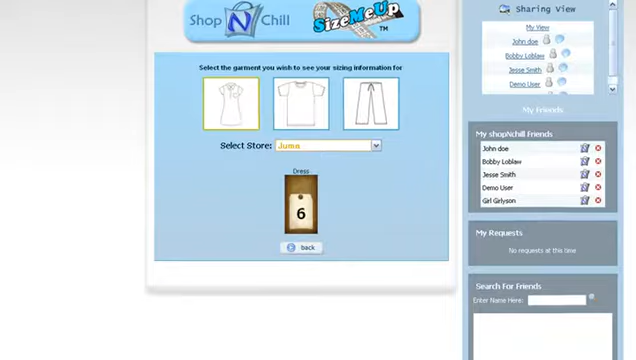 Shop N Chill
SizeMeUp
TM
Select the garment you wish to see your sizing information for
Select Store: Juma
Dress
6
back
Sharing View
My View
John doe
Bobby Loblaw
Jesse Smith
Demo User
My Friends
My shopNchill Friends
John doe
Bobby Loblaw
Jesse Smith
Demo User
Girl Girlyson
My Requests
No requests at this time
Search For Friends
Enter Name Here: